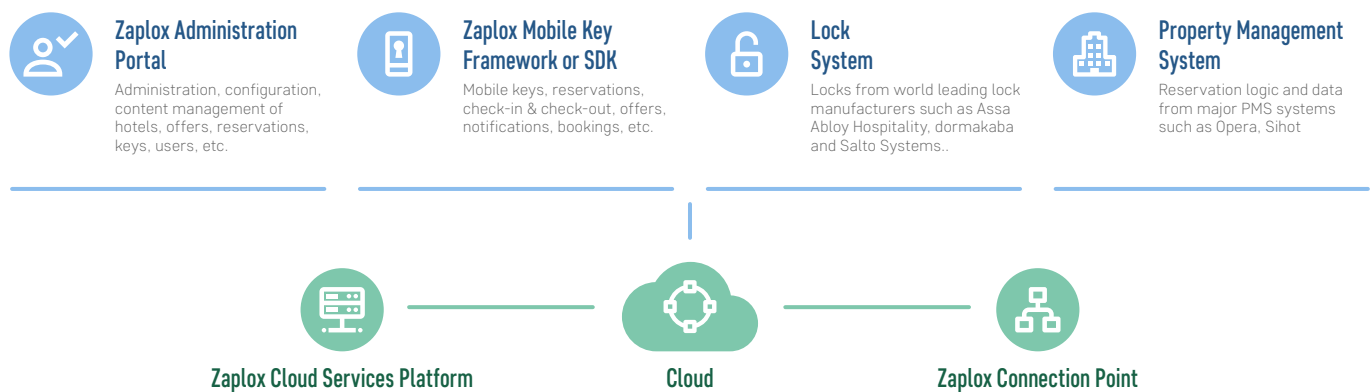 Zaplox Administration
Portal
Administration, configuration,
content management of
hotels, offers, reservations,
keys, users, etc.
Zaplox Mobile Key
Framework or SDK
Mobile keys, reservations,
check-in & check-out, offers,
notifications, bookings, etc.
Lock
System
Locks from world leading lock
manufacturers such as Assa
Abloy Hospitality, dormakaba
and Salto Systems..
Property Management
System
Reservation logic and data
from major PMS systems
such as Opera, Sihot
Zaplox Cloud Services Platform
Cloud
Zaplox Connection Point